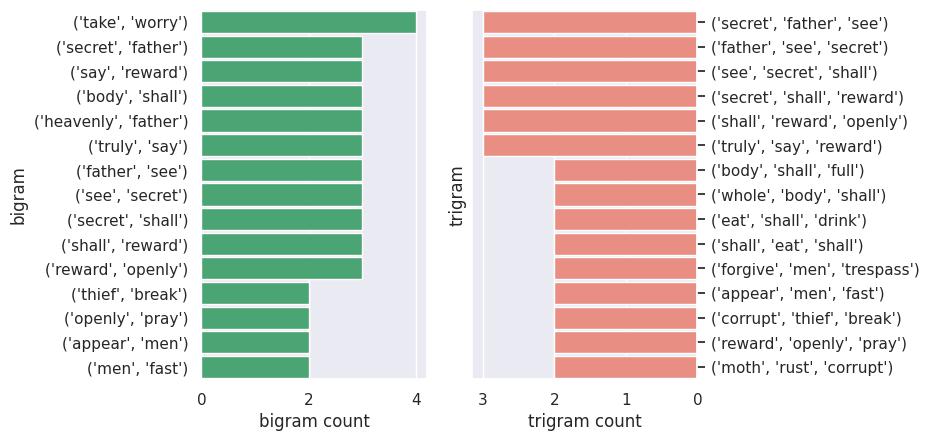 ('take', 'worry')
('secret', 'father')
('say', 'reward')
('body', 'shall')
('heavenly', 'father')
('truly', 'say')
('father', 'see')
('see', 'secret')
('secret', 'shall')
('shall', 'reward')
('reward', 'openly')
('thief', 'break')
('openly', 'pray')
('appear', 'men')
('men', 'fast')
bigram
0 2 4
bigram count
('secret', 'father', 'see')
('father', 'see', 'secret')
('see', 'secret', 'shall')
('secret', 'shall', 'reward')
('shall', 'reward', 'openly')
('truly', 'say', 'reward')
('body', 'shall', 'full')
('whole', 'body', 'shall')
('eat', 'shall', 'drink')
('shall', 'eat', 'shall')
('forgive', 'men', 'trespass')
('appear', 'men', 'fast')
('corrupt', 'thief', 'break')
('reward', 'openly', 'pray')
('moth', 'rust', 'corrupt')
trigram
3 2 1 0
trigram count